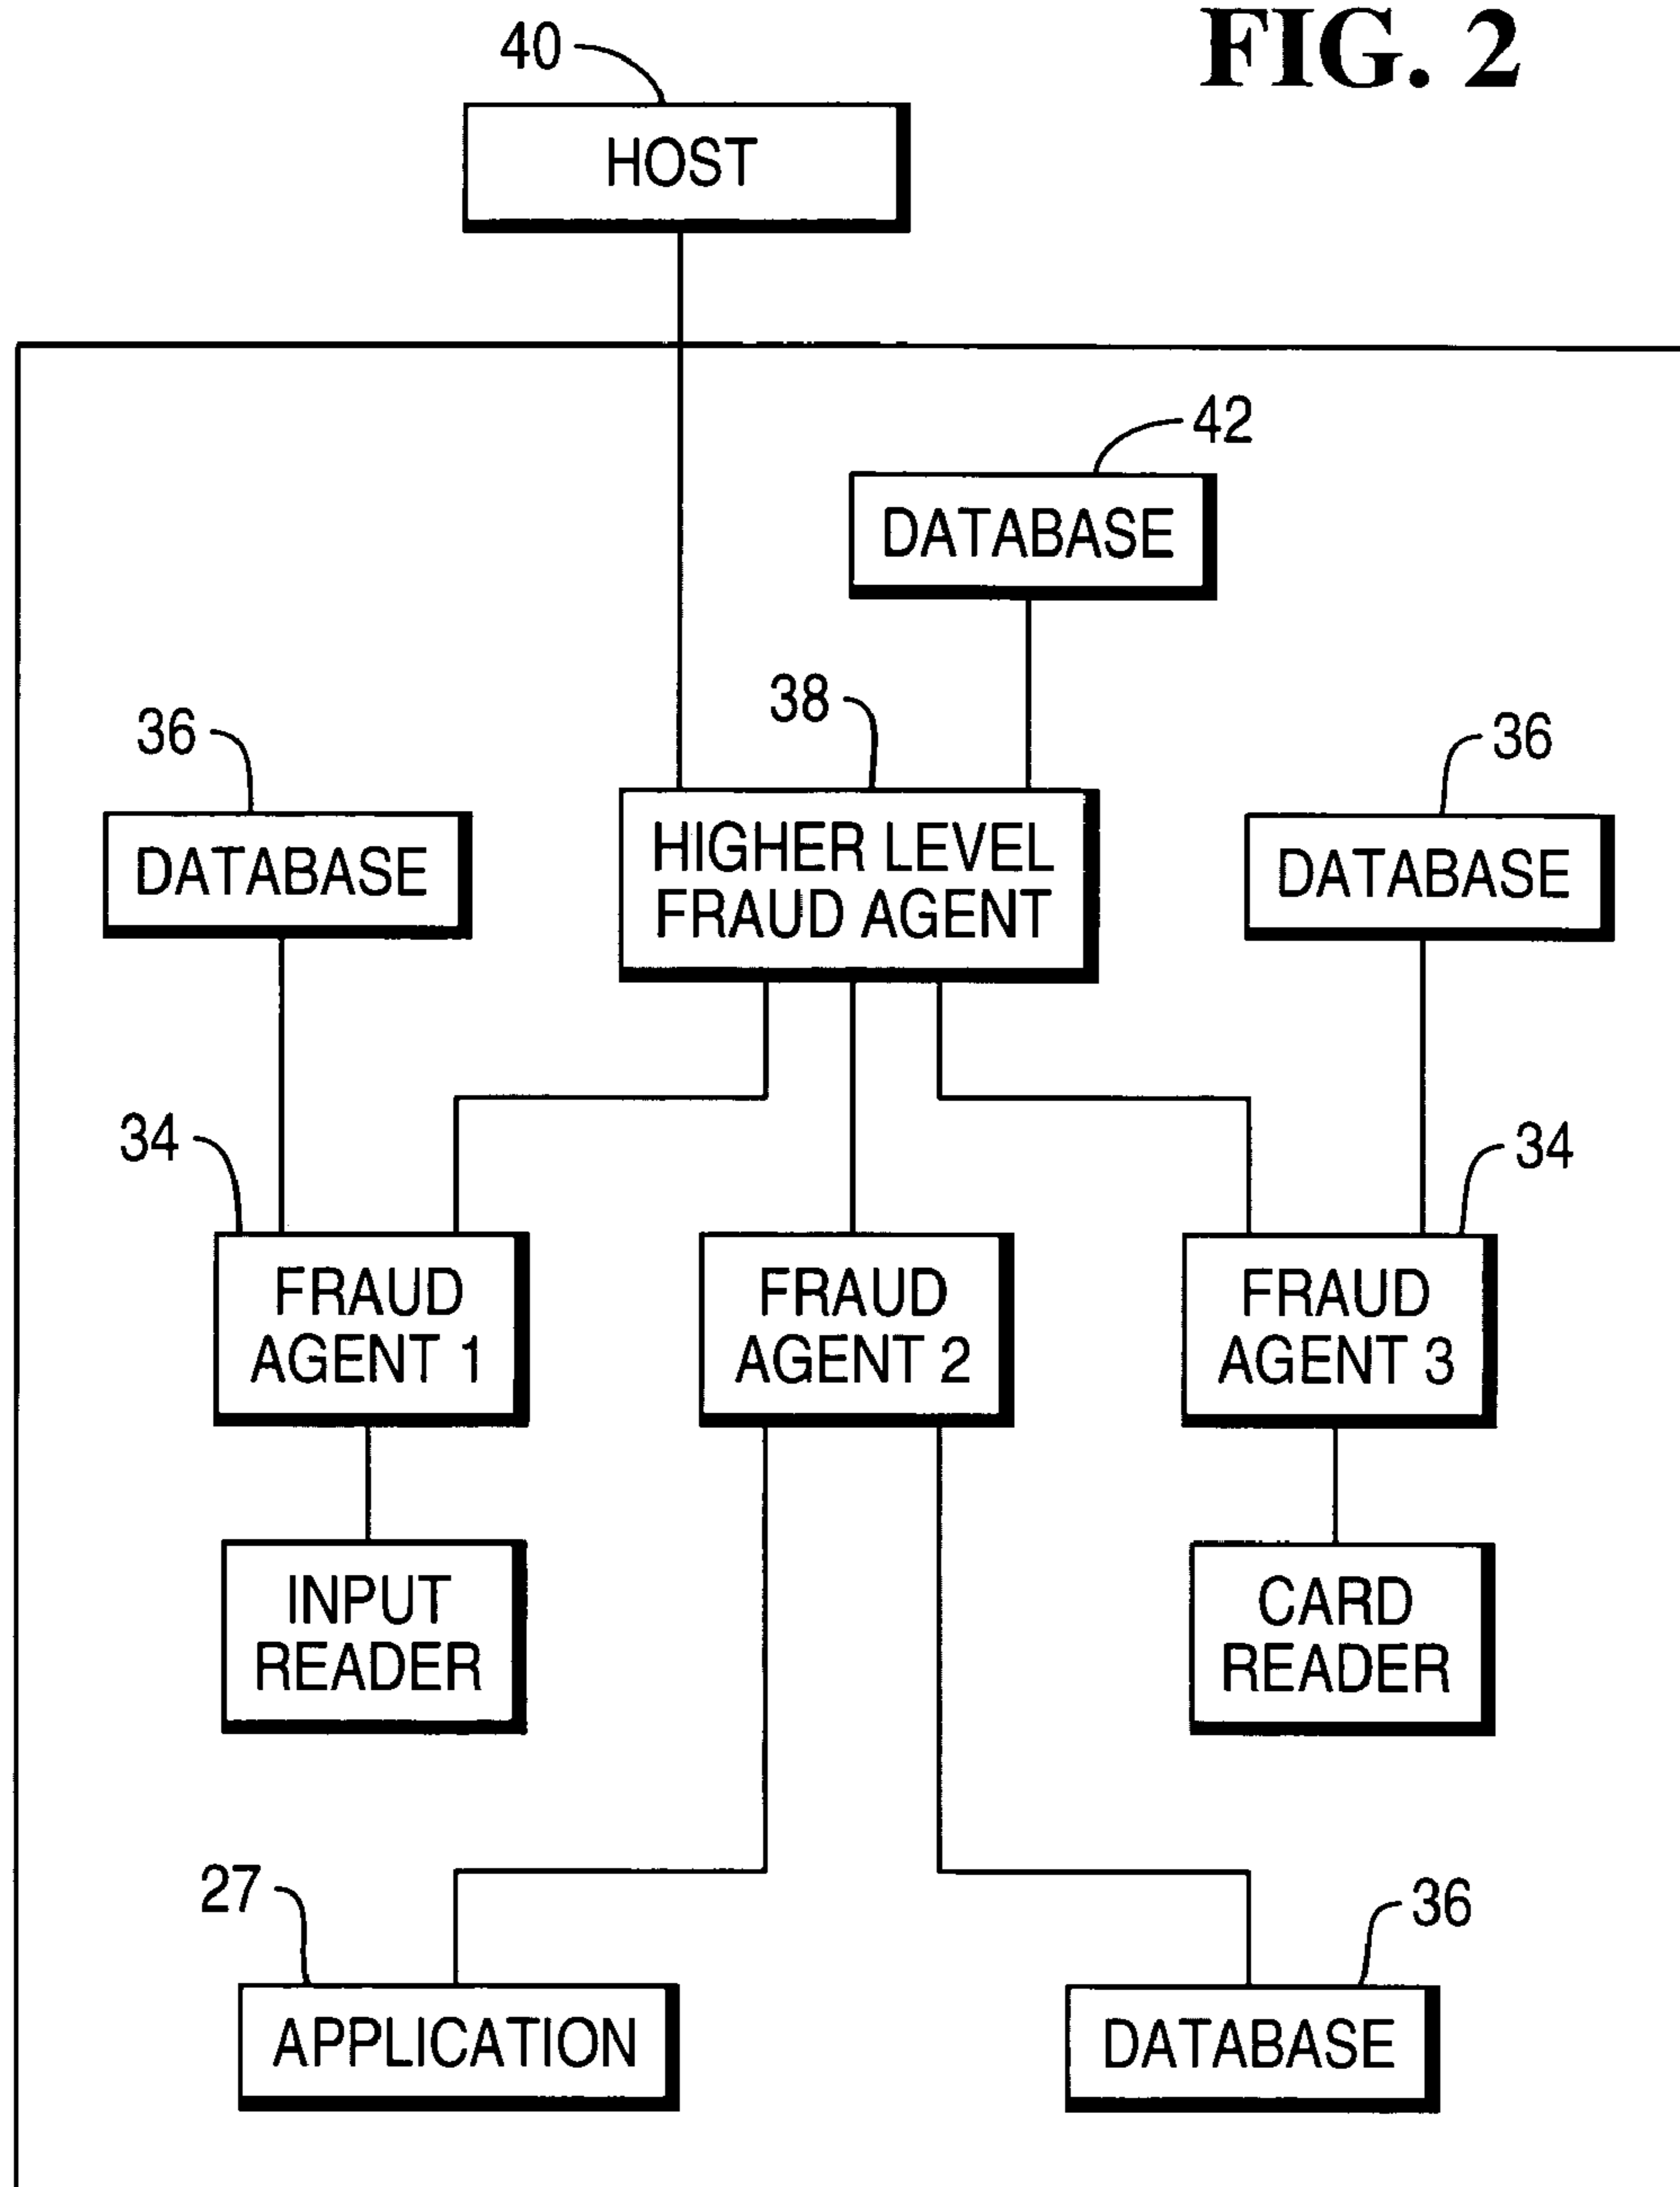 FIG. 2
40
HOST
42
DATABASE
38
36
36
HIGHER LEVEL
FRAUD AGENT
DATABASE
DATABASE
34
34
FRAUD
AGENT 1
FRAUD
AGENT 2
FRAUD
AGENT 3
INPUT
READER
CARD
READER
27
36
APPLICATION
DATABASE